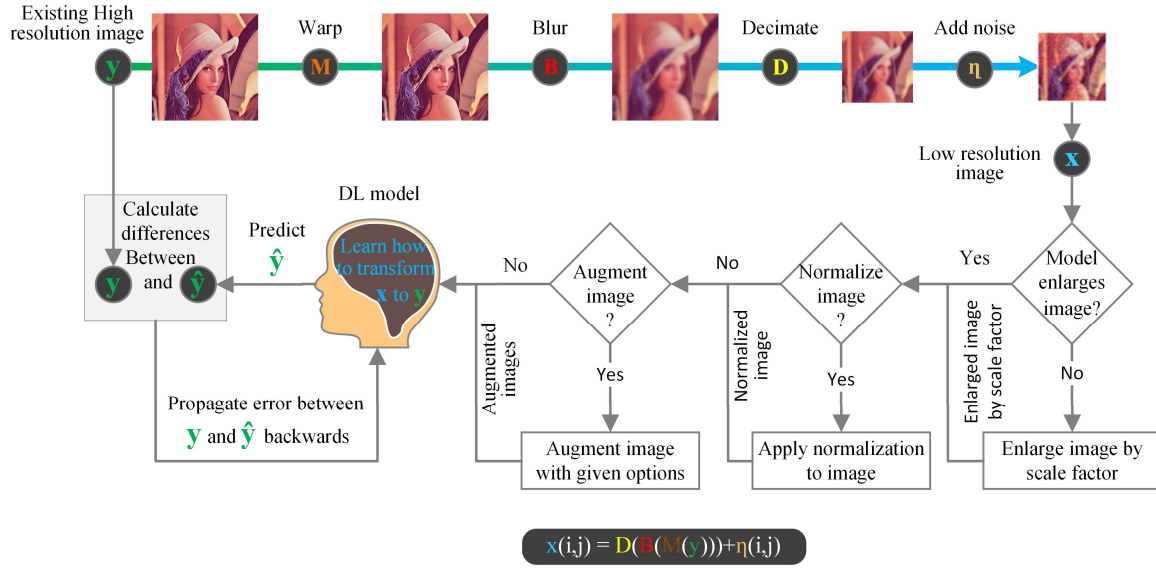 Existing High
resolution image
Warp
Blur
Decimate
Add noise
y
M
B
D
η
Low resolution
image
x
Calculate
differences
Between
y and ŷ
Predict
ŷ
DL model
Learn how
to transform
x to y
No
Augment
image
?
No
Normalize
image
?
Yes
Model
enlarges
image?
Augmented
images
Yes
Normalized
image
Yes
Enlarged image
by scale factor
No
Propagate error between
y and ŷ backwards
Augment image
with given options
Apply normalization
to image
Enlarge image by
scale factor
x(i,j) = D(B(M(y)))+η(i,j)